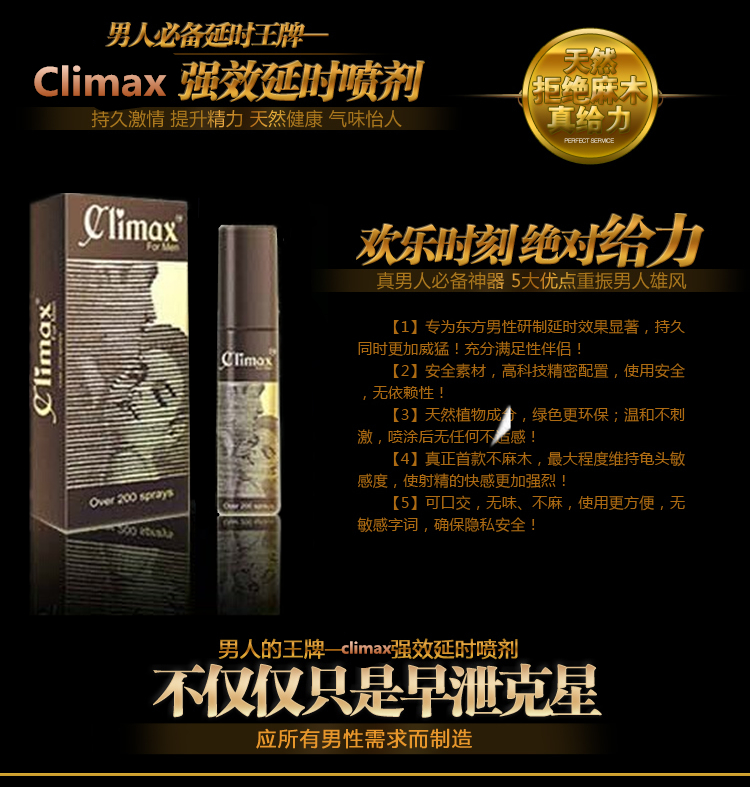 男人必备延时王牌—
Climax 强效延时喷剂
持久激情 提升精力 天然健康 气味怡人
天然
拒绝麻木
真给力
PERFECT SERVICE
Climax™
For Men
Climax
Over 200 sprays
Climax
Over 200 sprays
欢乐时刻 绝对给力
真男人必备神器 5大优点重振男人雄风
【1】专为东方男性研制延时效果显著，持久
同时更加威猛！充分满足性伴侣！
【2】安全素材，高科技精密配置，使用安全
，无依赖性！
【3】天然植物成分，绿色更环保；温和不刺
激，喷涂后无任何不适感！
【4】真正首款不麻木，最大程度维持龟头敏
感度，使射精的快感更加强烈！
【5】可口交，无味、不麻，使用更方便，无
敏感字词，确保隐私安全！
男人的王牌—climax强效延时喷剂
不仅仅只是早泄克星
应所有男性需求而制造